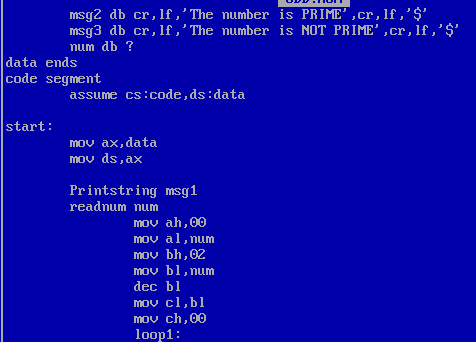 msg2 db cr,lf,'The number is PRIME',cr,lf,'$'
msg3 db cr,lf,'The number is NOT PRIME',cr,lf,'$'
num db ?
data ends
code segment
assume cs:code,ds:data
start:
mov ax,data
mov ds,ax
Printstring msg1
readnum num
mov ah,00
mov al,num
mov bh,02
mov bl,num
dec bl
mov cl,bl
mov ch,00
loop1: